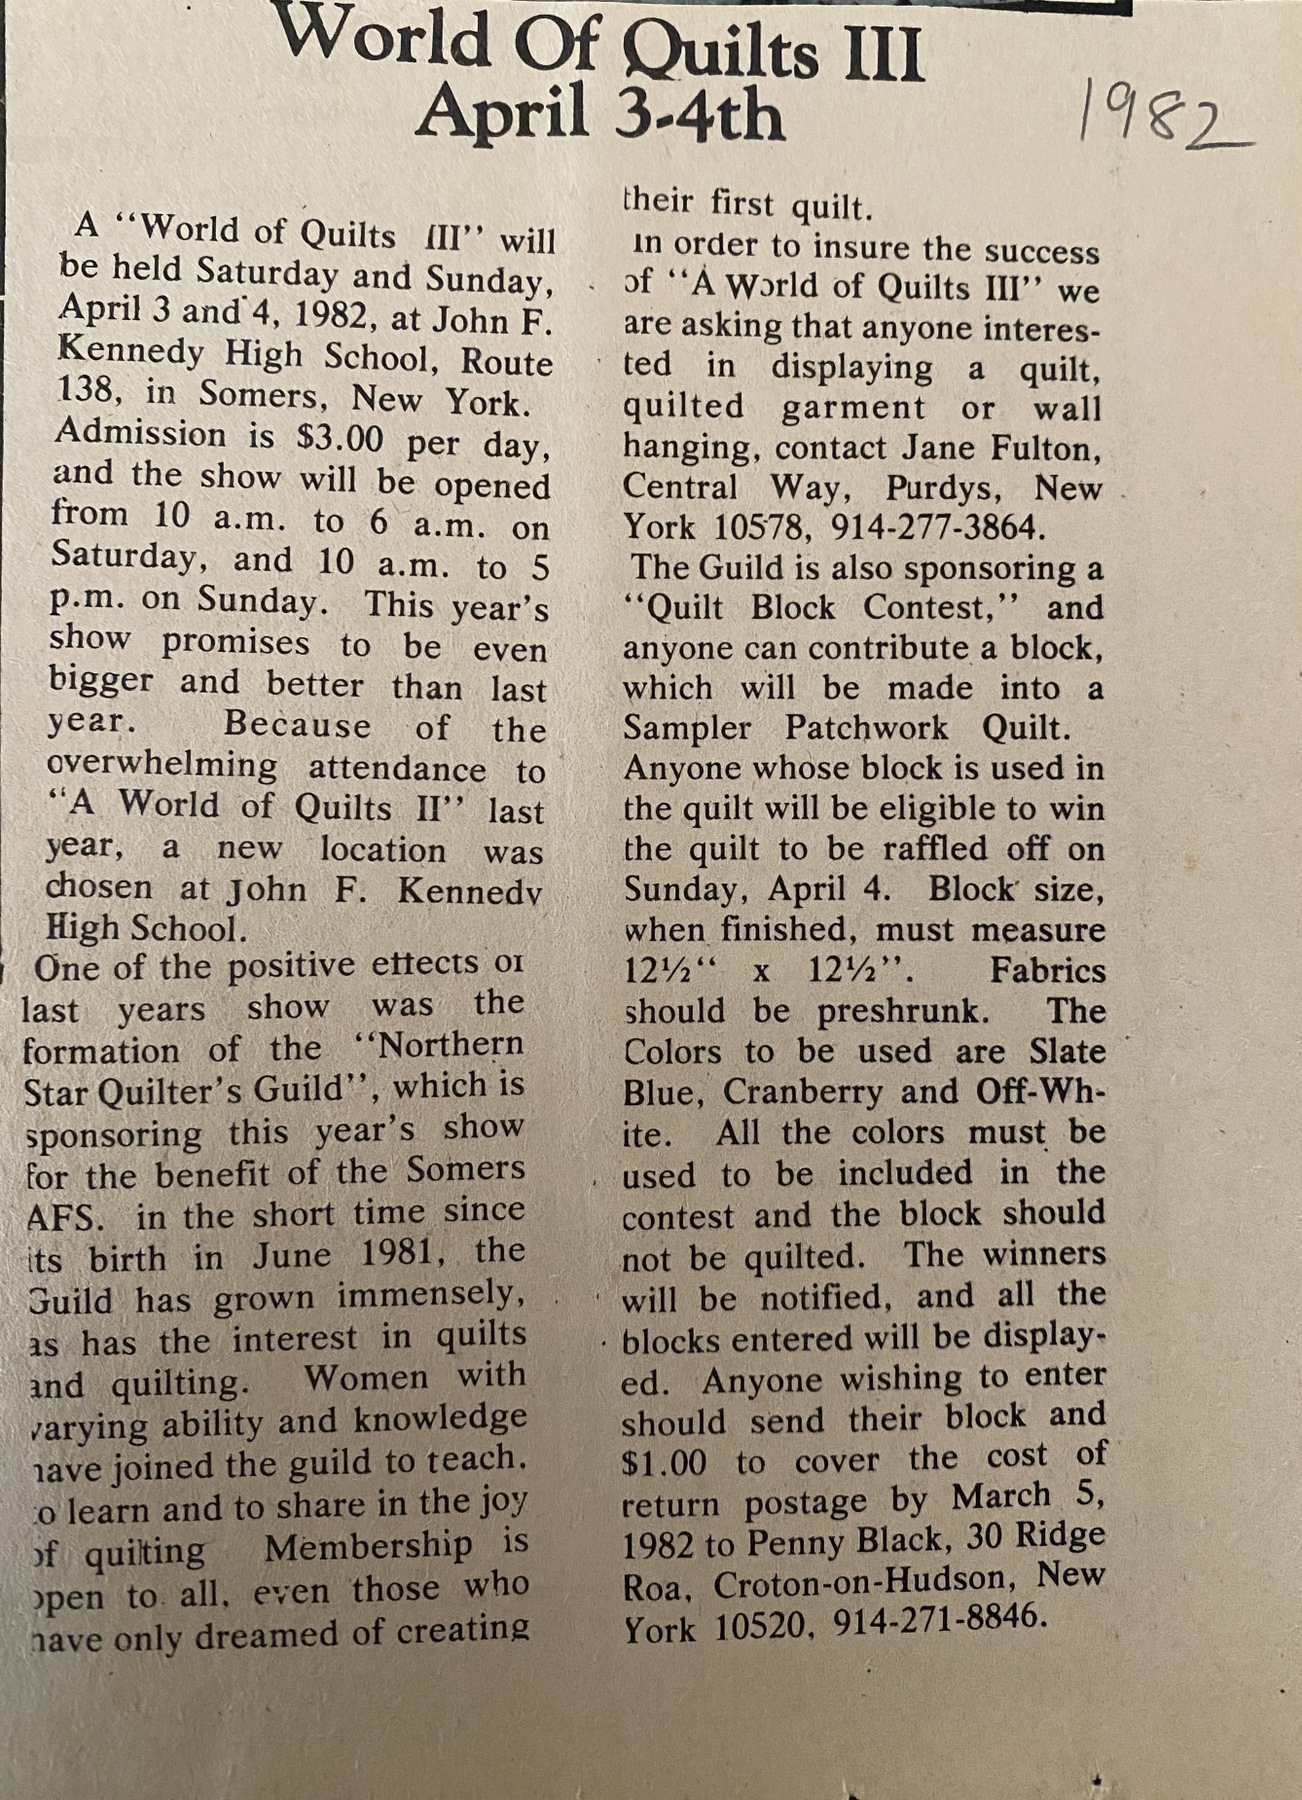 World Of Quilts III
April 3-4th
1982
A ‘‘World of Quilts III’’ will
be held Saturday and Sunday,
April 3 and 4, 1982, at John F.
Kennedy High School, Route
138, in Somers, New York.
Admission is $3.00 per day,
and the show will be opened
from 10 a.m. to 6 a.m. on
Saturday, and 10 a.m. to 5
p.m. on Sunday. This year's
show promises to be even
bigger and better than last
year. Because of the
overwhelming attendance to
‘‘A World of Quilts II’’ last
year, a new location was
chosen at John F. Kennedy
High School.
One of the positive effects of
last years show was the
formation of the ‘‘Northern
Star Quilter's Guild’’, which is
sponsoring this year's show
for the benefit of the Somers
AFS. in the short time since
its birth in June 1981, the
Guild has grown immensely,
as has the interest in quilts
and quilting. Women with
varying ability and knowledge
have joined the guild to teach.
to learn and to share in the joy
of quilting Membership is
open to all, even those who
have only dreamed of creating
their first quilt.
in order to insure the success
of ‘‘A World of Quilts III’’ we
are asking that anyone interes-
ted in displaying a quilt,
quilted garment or wall
hanging, contact Jane Fulton,
Central Way, Purdys, New
York 10578, 914-277-3864.
The Guild is also sponsoring a
‘‘Quilt Block Contest,’’ and
anyone can contribute a block,
which will be made into a
Sampler Patchwork Quilt.
Anyone whose block is used in
the quilt will be eligible to win
the quilt to be raffled off on
Sunday, April 4. Block size,
when finished, must measure
12½‘‘ x 12½’’. Fabrics
should be preshrunk. The
Colors to be used are Slate
Blue, Cranberry and Off-Wh-
ite. All the colors must be
used to be included in the
contest and the block should
not be quilted. The winners
will be notified, and all the
blocks entered will be display-
ed. Anyone wishing to enter
should send their block and
$1.00 to cover the cost of
return postage by March 5,
1982 to Penny Black, 30 Ridge
Roa, Croton-on-Hudson, New
York 10520, 914-271-8846.